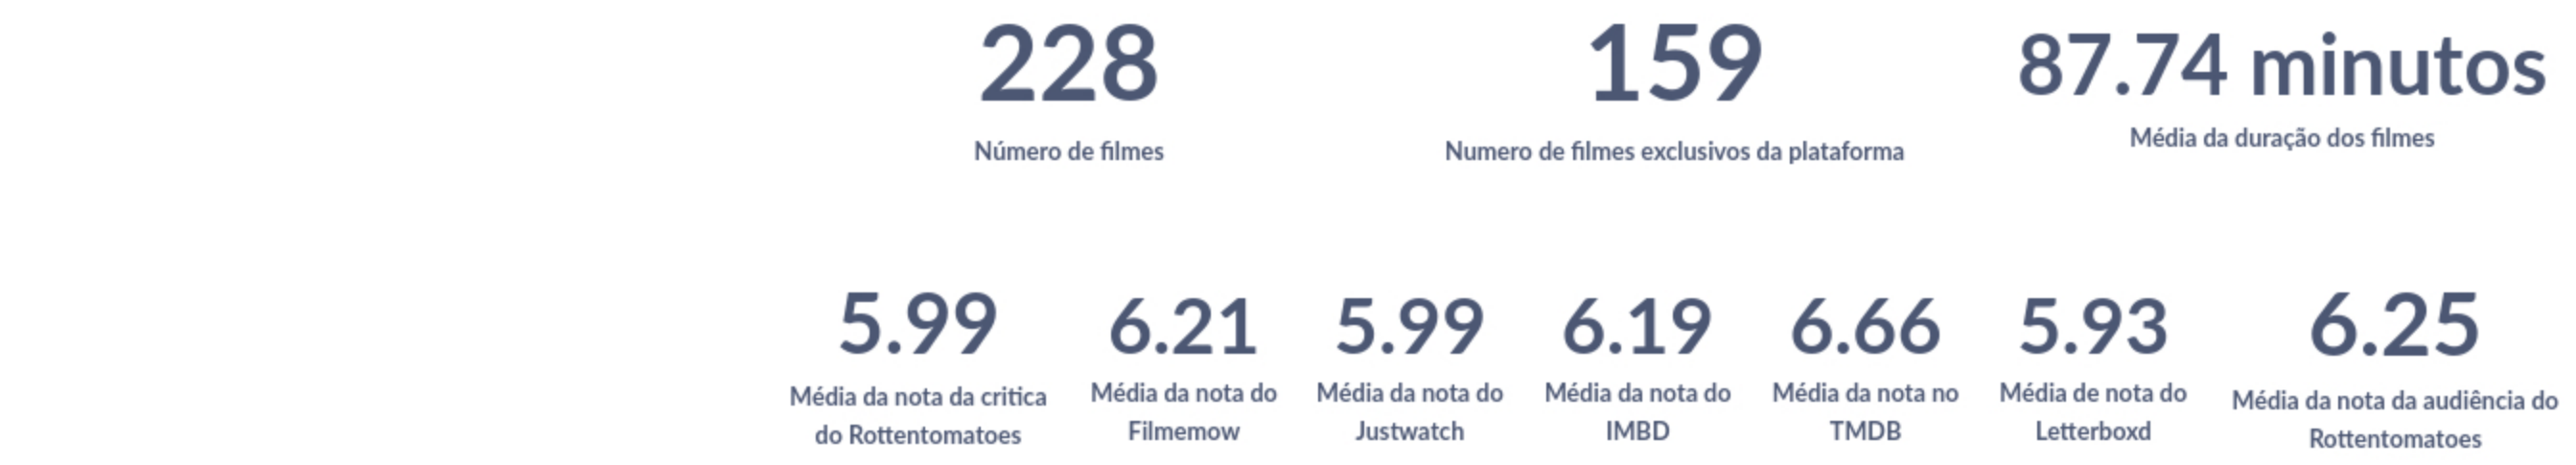 228
Número de filmes
159
Numero de filmes exclusivos da plataforma
87.74 minutos
Média da duração dos filmes
5.99
Média da nota da critica
do Rottentomatoes
6.21
Média da nota do
Filmemow
5.99
Média da nota do
Justwatch
6.19
Média da nota do
IMBD
6.66
Média da nota no
TMDB
5.93
Média de nota do
Letterboxd
6.25
Média da nota da audiência do
Rottentomatoes